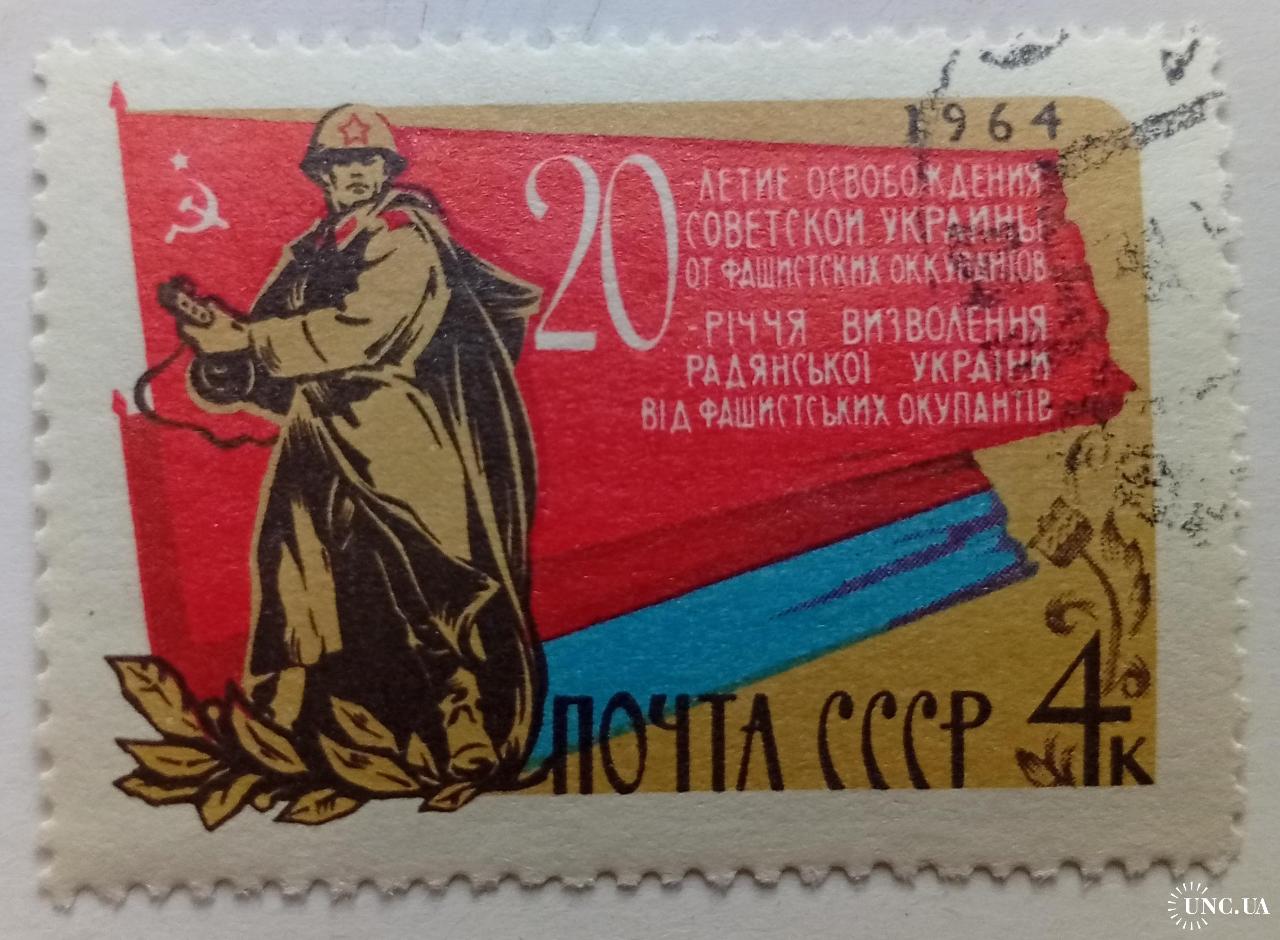 1964
20
-ЛЕТИЕ ОСВОБОЖДЕНИЯ
СОВЕТСКОЙ УКРАИНЫ
ОТ ФАШИСТСКИХ ОККУПАНТОВ
-РІЧЧЯ ВИЗВОЛЕННЯ
РАДЯНСЬКОЇ УКРАЇНИ
ВІД ФАШИСТСЬКИХ ОКУПАНТІВ
ПОЧТА СССР 4К
UNC.UA